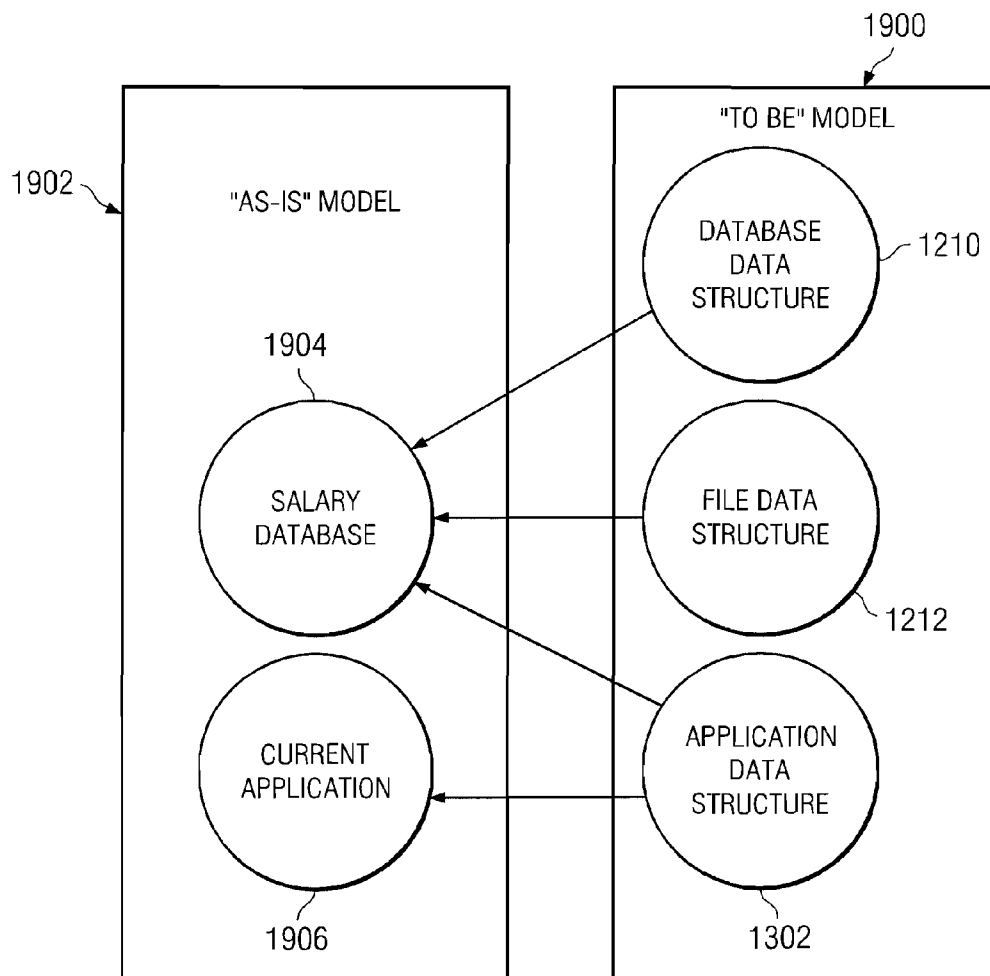 1900
"TO BE" MODEL
1902
"AS-IS" MODEL
DATABASE
DATA
STRUCTURE
1210
1904
SALARY
DATABASE
FILE DATA
STRUCTURE
1212
CURRENT
APPLICATION
APPLICATION
DATA
STRUCTURE
1906
1302